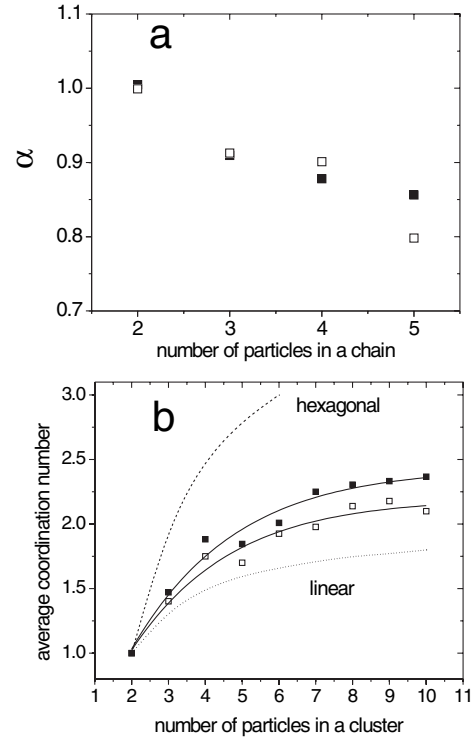 a
1.1
1.0
0.9
0.8
0.7
α
2 3 4 5
number of particles in a chain
b
hexagonal
linear
3.0
2.5
2.0
1.5
1.0
average coordination number
1 2 3 4 5 6 7 8 9 10 11
number of particles in a cluster